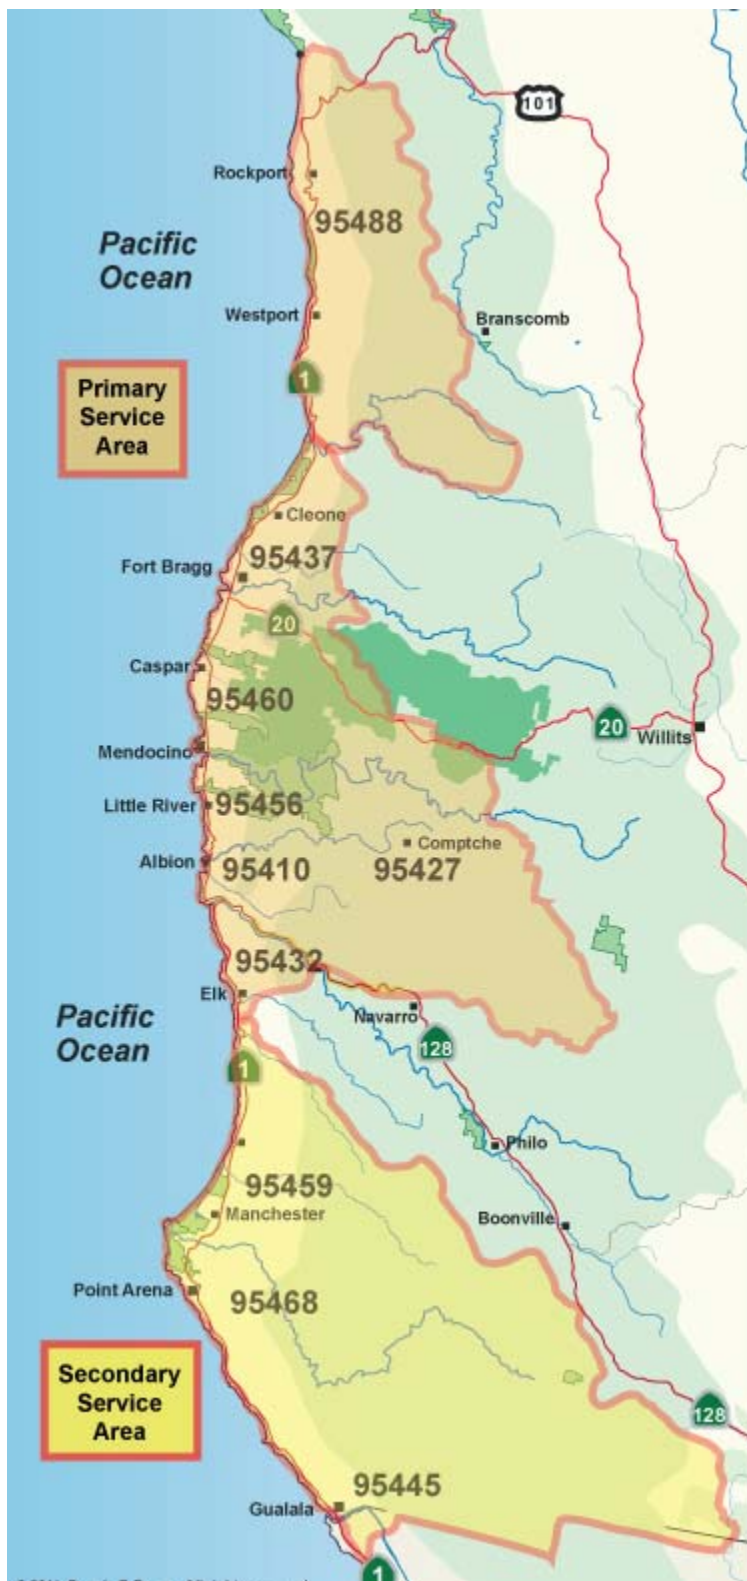 101
Rockport
95488
Pacific
Ocean
Westport
Branscomb
1
Primary
Service
Area
Cleone
95437
Fort Bragg
20
Caspar
95460
20
Willits
Mendocino
Little River
95456
Comptche
Albion
95410
95427
95432
Elk
Navarro
Pacific
Ocean
128
1
Philo
95459
Manchester
Boonville
Point Arena
95468
Secondary
Service
Area
128
95445
Gualala
1